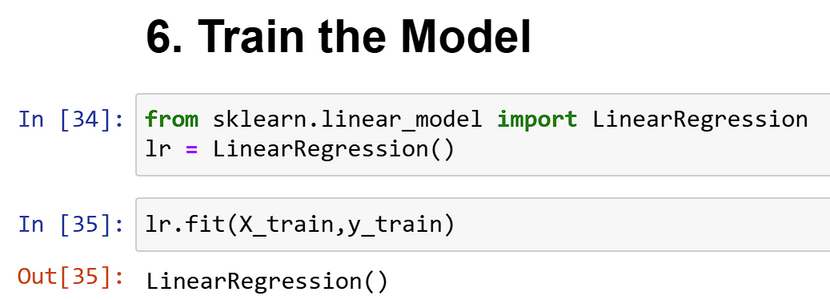 6. Train the Model
In [34]: from sklearn.linear_model import LinearRegression
lr = LinearRegression()
In [35]: lr.fit(X_train,y_train)
Out[35]: LinearRegression()